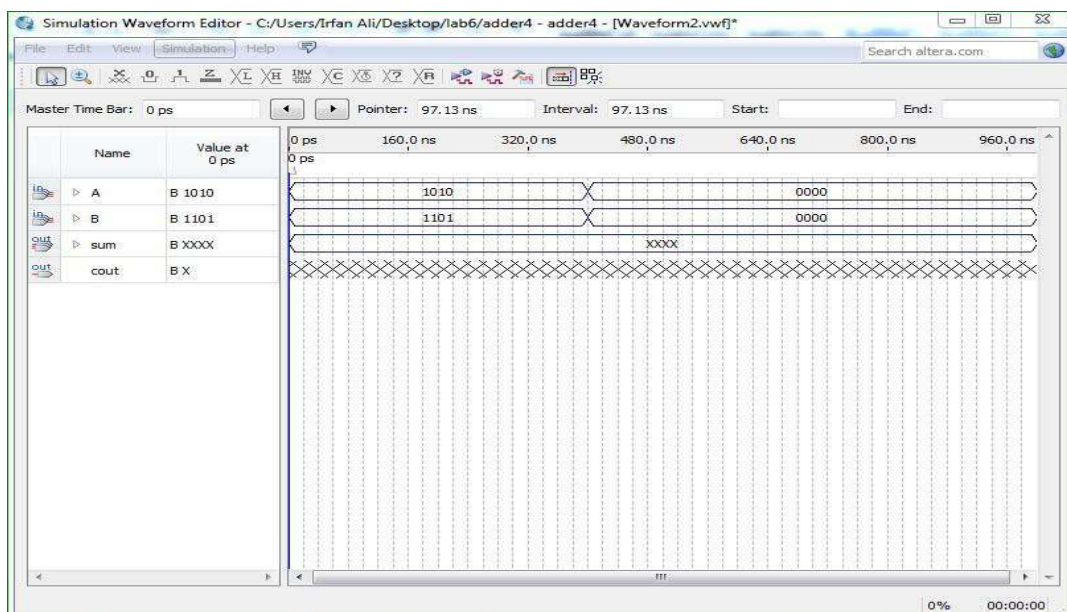 Simulation Waveform Editor - C:/Users/Irfan Ali/Desktop/lab6/adder4 - adder4 - [Waveform2.vwf]*
File Edit View Simulation Help Search altera.com
Master Time Bar: 0 ps Pointer: 97.13 ns Interval: 97.13 ns Start: End:
Name Value at 0 ps
0 ps 160.0 ns 320.0 ns 480.0 ns 640.0 ns 800.0 ns 960.0 ns
0 ps
A B 1010 1010 0000
B B 1101 1101 0000
sum B XXXX XXXX
cout B X
0% 00:00:00